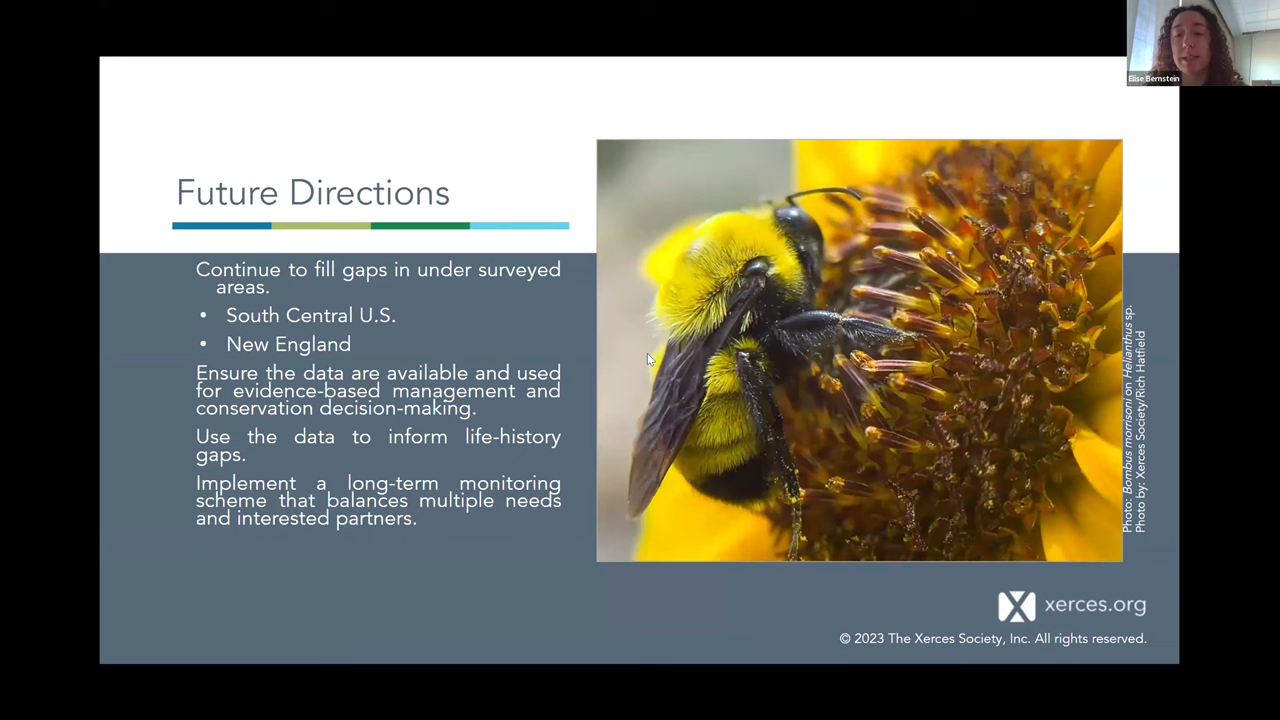 Elise Bernstein
Future Directions
Continue to fill gaps in under surveyed
areas.
• South Central U.S.
• New England
Ensure the data are available and used
for evidence-based management and
conservation decision-making.
Use the data to inform life-history
gaps.
Implement a long-term monitoring
scheme that balances multiple needs
and interested partners.
Photo: Bombus morrisoni on Helianthus sp.
Photo by: Xerces Society/Rich Hatfield
xerces.org
© 2023 The Xerces Society, Inc. All rights reserved.